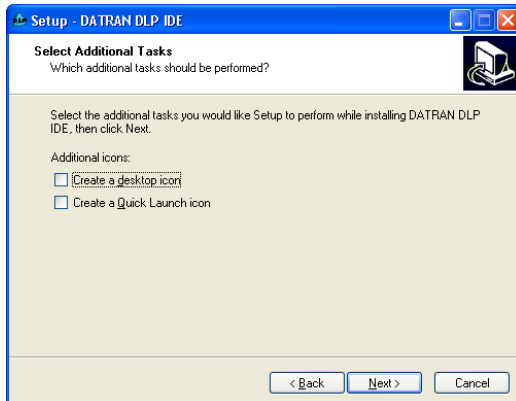 Setup - DATRAN DLP IDE
Select Additional Tasks
Which additional tasks should be performed?
Select the additional tasks you would like Setup to perform while installing DATRAN DLP
IDE, then click Next.
Additional icons:
Create a desktop icon
Create a Quick Launch icon
< Back
Next >
Cancel